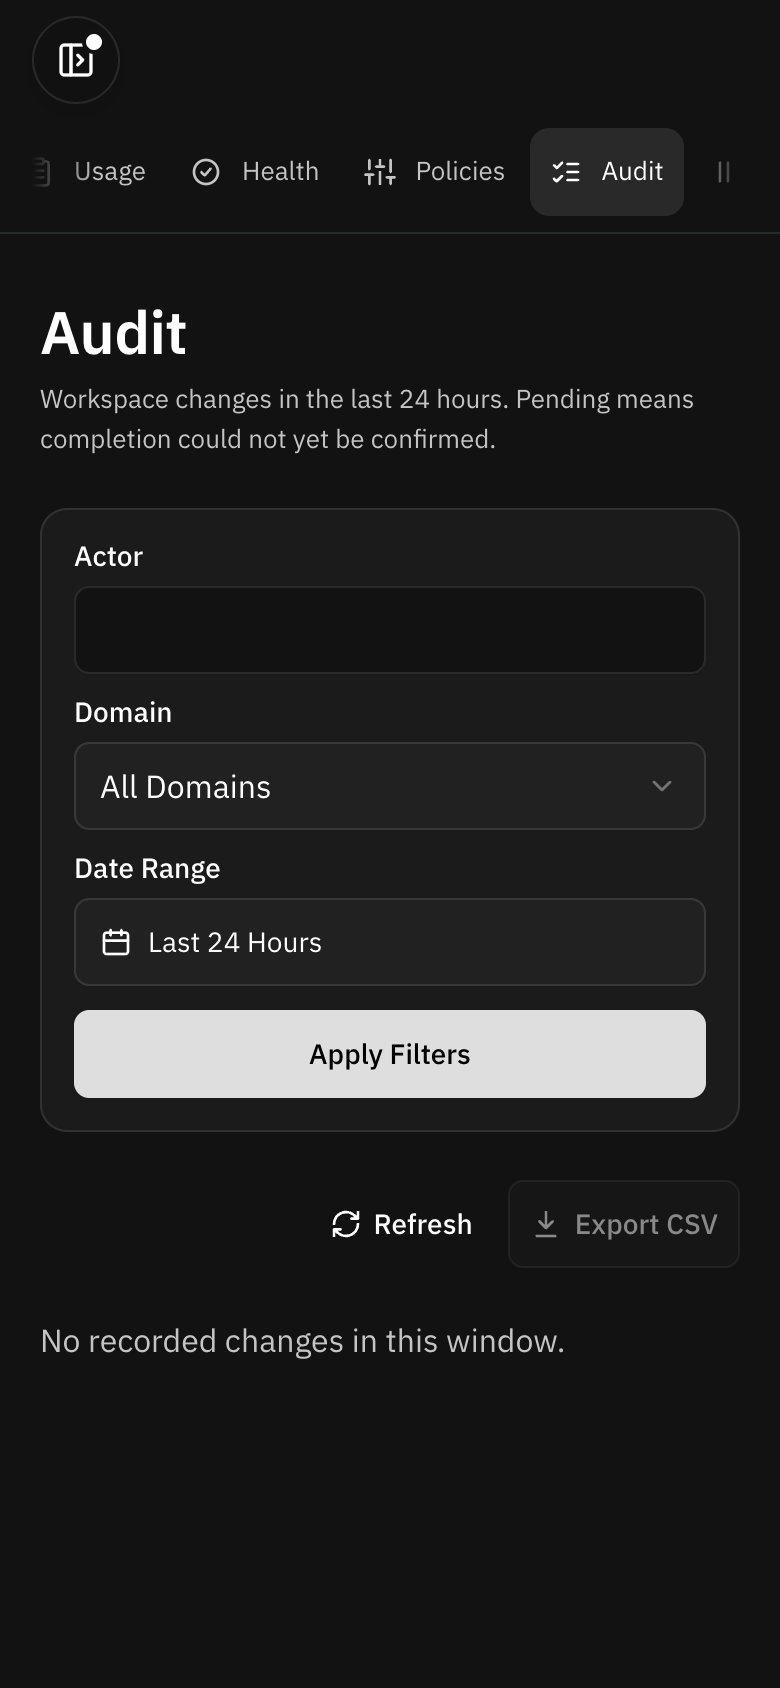 Usage
Health
Policies
Audit
Audit
Workspace changes in the last 24 hours. Pending means
completion could not yet be confirmed.
Actor
Domain
All Domains
Date Range
Last 24 Hours
Apply Filters
Refresh
Export CSV
No recorded changes in this window.